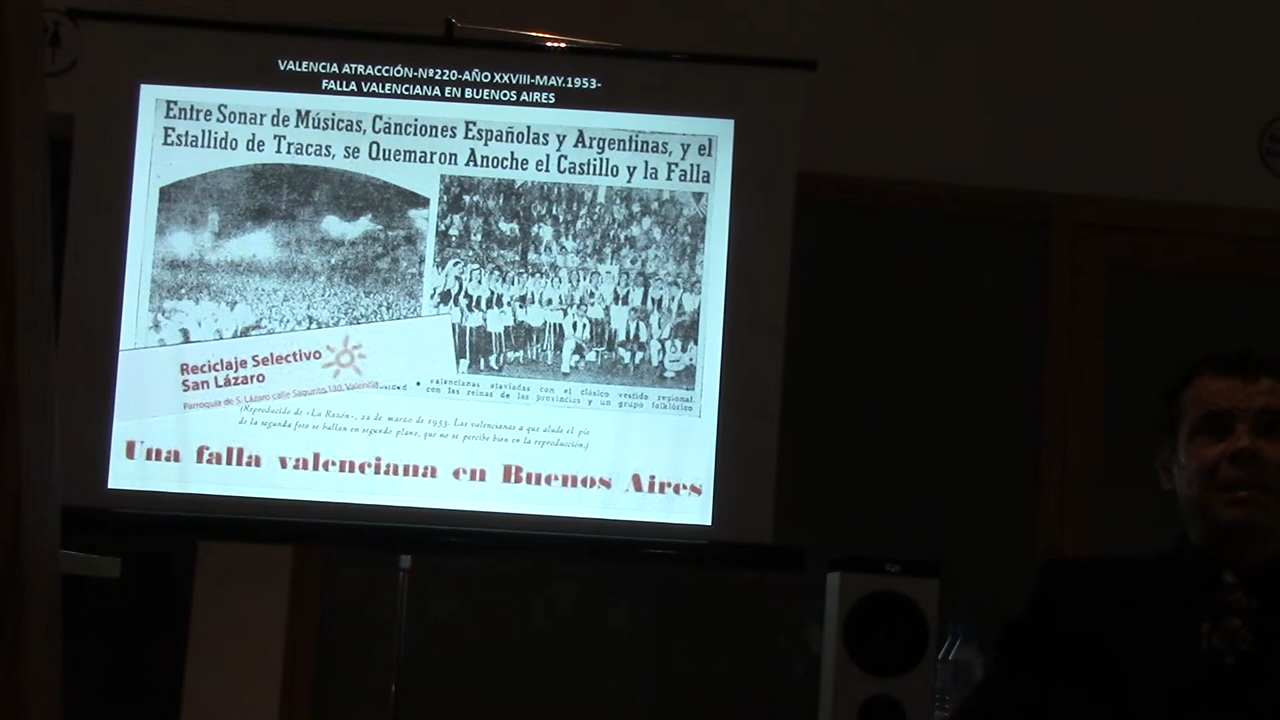 VALENCIA ATRACCIÓN-Nº220-AÑO XXVIII-MAY.1953-
FALLA VALENCIANA EN BUENOS AIRES
Entre Sonar de Músicas, Canciones Españolas y Argentinas, y el
Estallido de Tracas, se Quemaron Anoche el Castillo y la Falla
Reciclaje Selectivo
San Lázaro
Parroquia de S. Lázaro calle Sagunto 130, Valencia
valencianas ataviadas con el clásico vestido regional,
con las reinas de las provincias y un grupo folklórico
(Reproducido de «La Razón», 22 de marzo de 1953. Las valencianas a que alude el pie
de la segunda foto se hallan en segundo plano, que no se percibe bien en la reproducción.)
Una falla valenciana en Buenos Aires